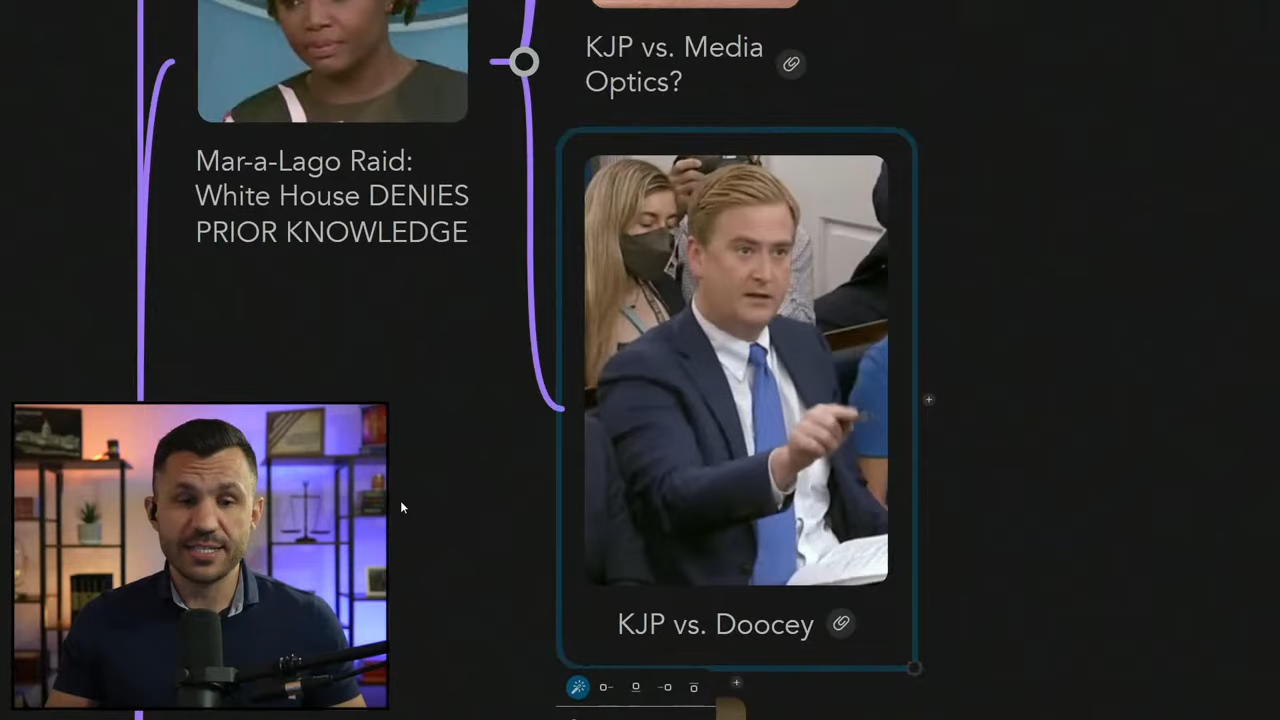 KJP vs. Media
Optics?
Mar-a-Lago Raid:
White House DENIES
PRIOR KNOWLEDGE
KJP vs. Doocey